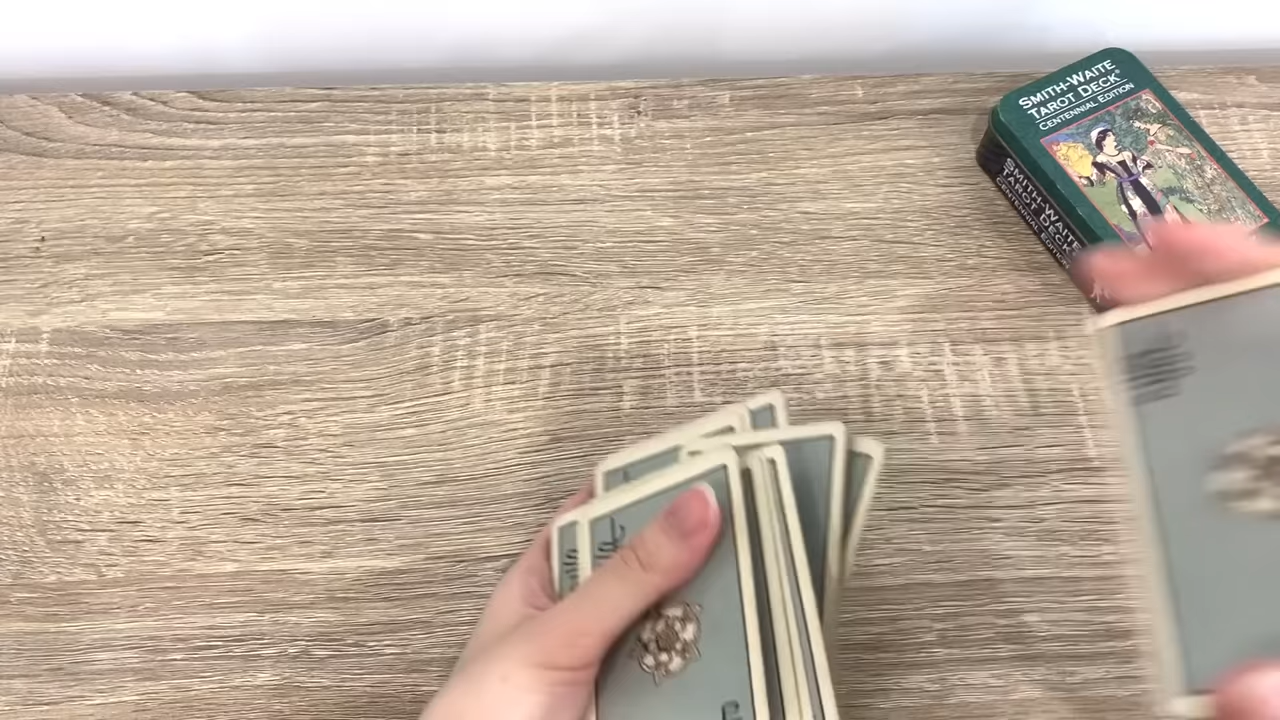 SMITH-WAITE
TAROT DECK®
CENTENNIAL EDITION
SMITH-WAITE
TAROT DECK
CENTENNIAL EDITION